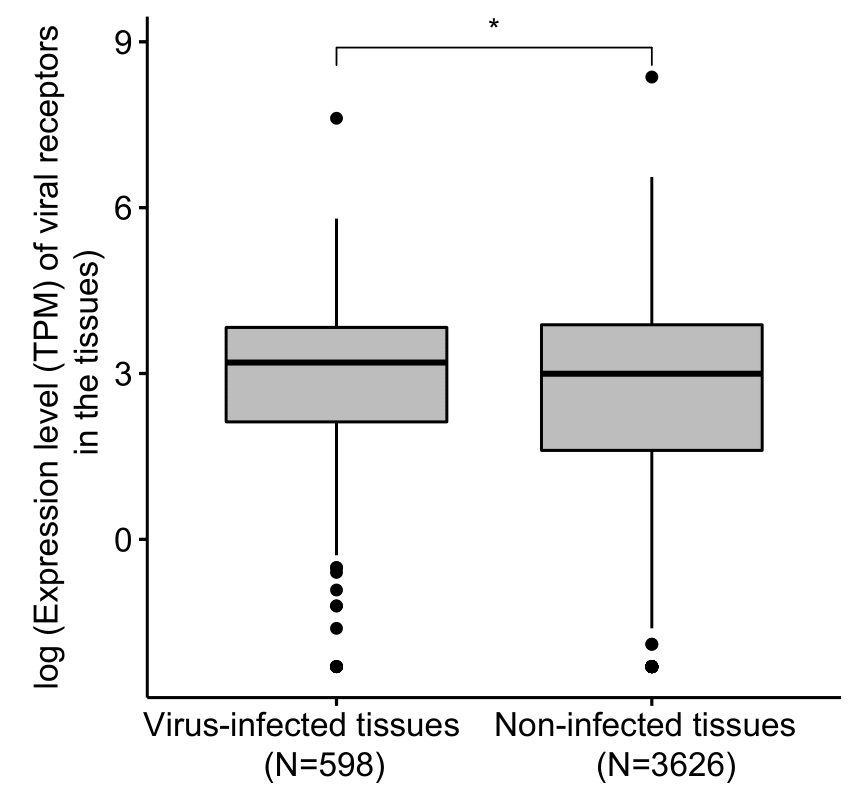 log (Expression level (TPM) of viral receptors
in the tissues)
*
9
6
3
0
Virus-infected tissues
(N=598)
Non-infected tissues
(N=3626)